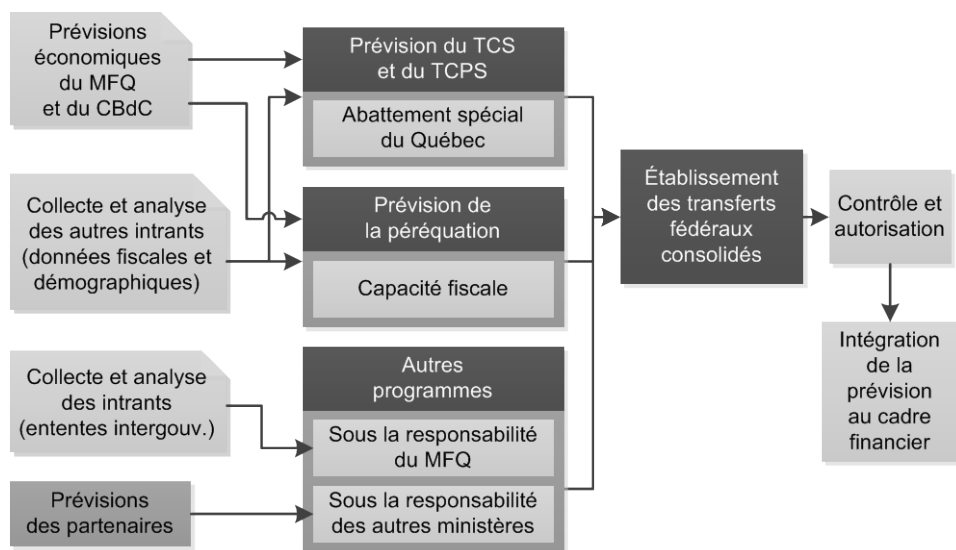 Prévisions
économiques
du MFQ
et du CBdC
Collecte et analyse
des autres intrants
(données fiscales et
démographiques)
Collecte et analyse
des intrants
(ententes intergouv.)
Prévisions
des partenaires
Prévision du TCS
et du TCPS
Abattement spécial
du Québec
Prévision de
la péréquation
Capacité fiscale
Autres
programmes
Sous la responsabilité
du MFQ
Sous la responsabilité
des autres ministères
Établissement
des transferts
fédéraux
consolidés
Contrôle et
autorisation
Intégration
de la
prévision
au cadre
financier